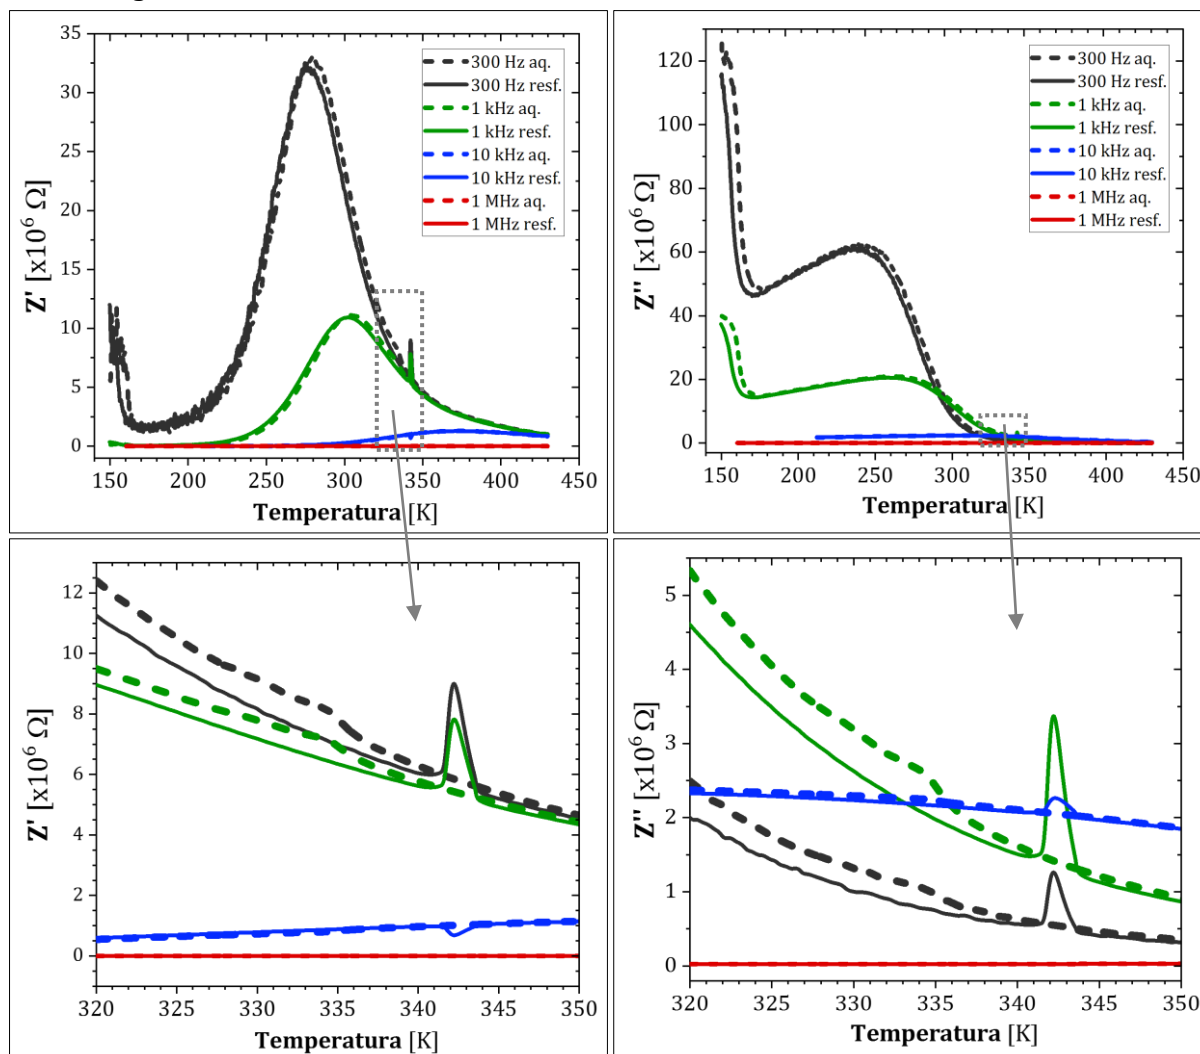 35
30
25
20
15
10
5
0
Z' [x10⁶ Ω]
300 Hz aq.
300 Hz resf.
1 kHz aq.
1 kHz resf.
10 kHz aq.
10 kHz resf.
1 MHz aq.
1 MHz resf.
150 200 250 300 350 400 450
Temperatura [K]
120
100
80
60
40
20
0
Z'' [x10⁶ Ω]
300 Hz aq.
300 Hz resf.
1 kHz aq.
1 kHz resf.
10 kHz aq.
10 kHz resf.
1 MHz aq.
1 MHz resf.
150 200 250 300 350 400 450
Temperatura [K]
12
10
8
6
4
2
0
Z' [x10⁶ Ω]
320 325 330 335 340 345 350
Temperatura [K]
5
4
3
2
1
0
Z'' [x10⁶ Ω]
320 325 330 335 340 345 350
Temperatura [K]